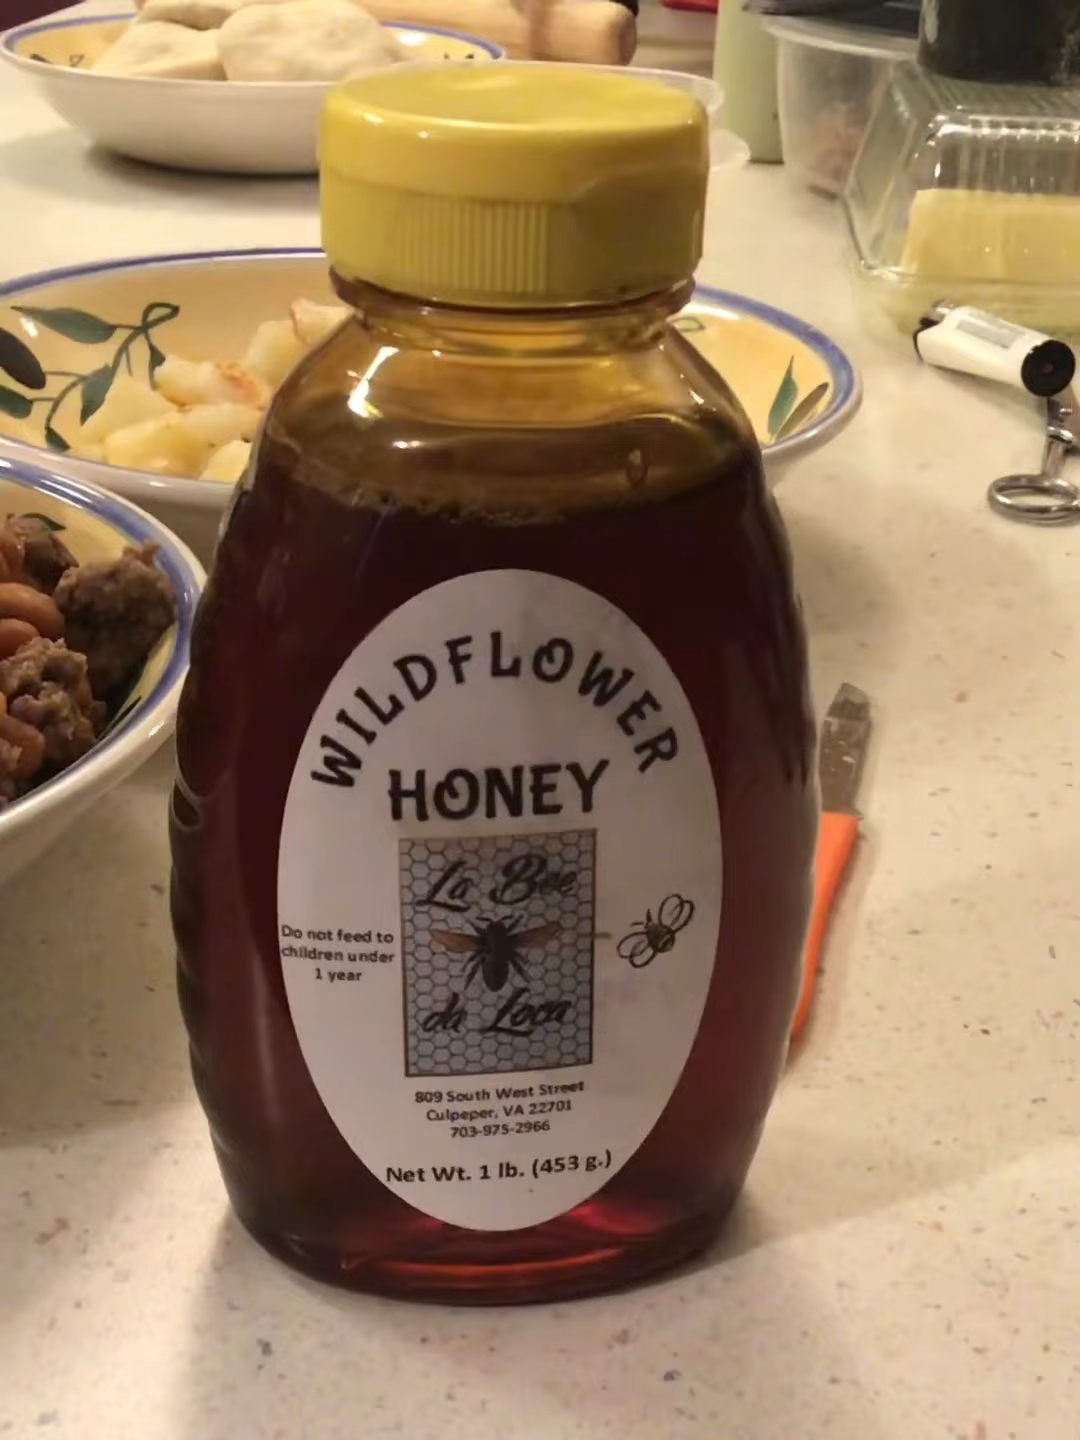 WILDFLOWER
HONEY
La Bee
da Loca
Do not feed to
children under
1 year
809 South West Street
Culpeper, VA 22701
703-975-2966
Net Wt. 1 lb. (453 g.)